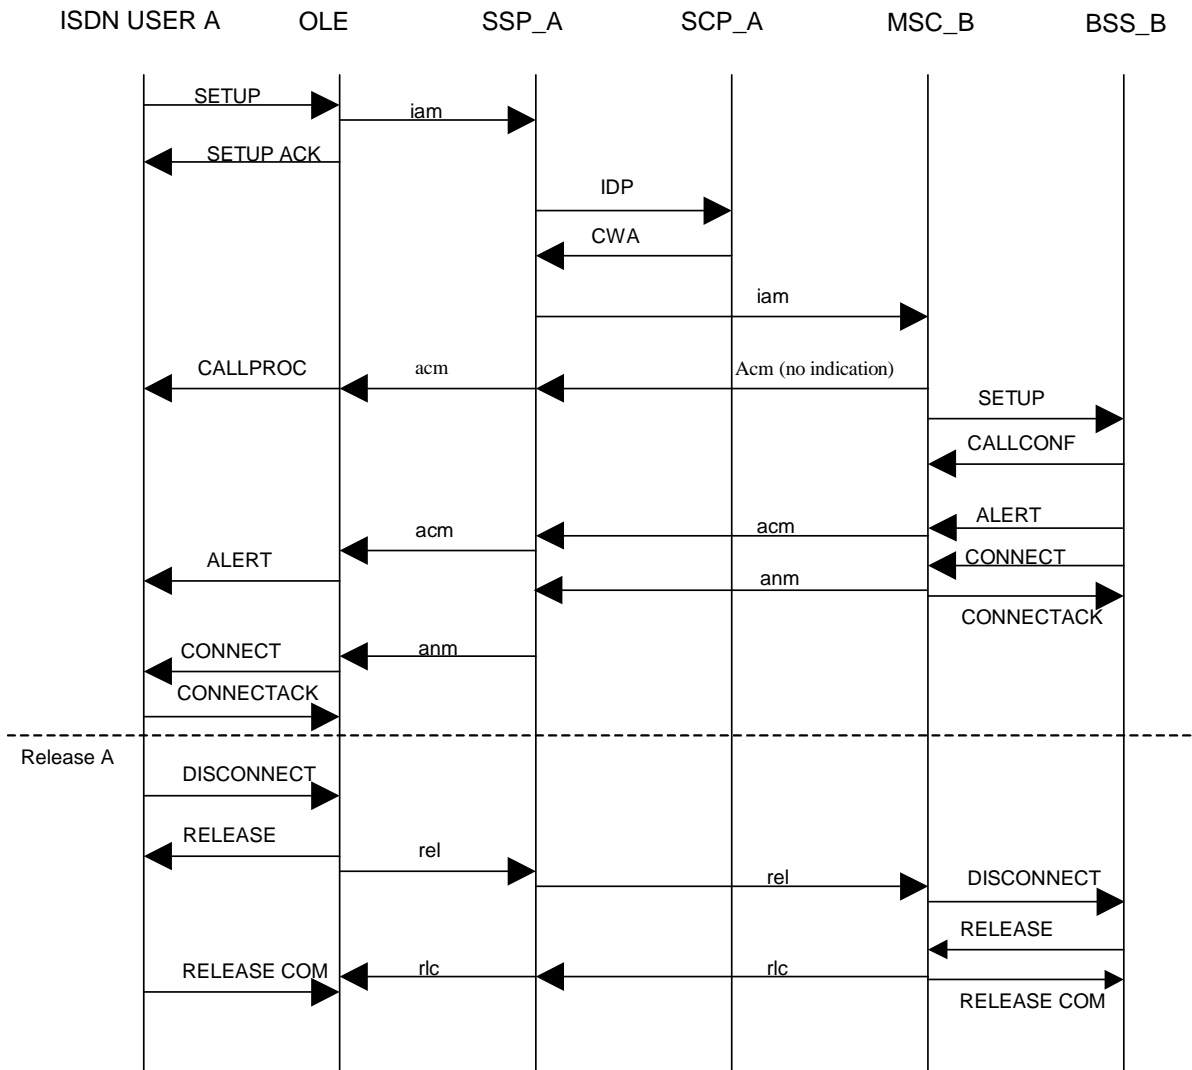 ISDN USER A OLE SSP_A SCP_A MSC_B BSS_B
SETUP
iam
SETUP ACK
IDP
CWA
iam
CALLPROC acm Acm (no indication)
SETUP
CALLCONF
ALERT
acm acm
CONNECT
ALERT
anm
CONNECTACK
CONNECT anm
CONNECTACK
Release A
DISCONNECT
RELEASE
rel
rel DISCONNECT
RELEASE
RELEASE COM rlc rlc
RELEASE COM